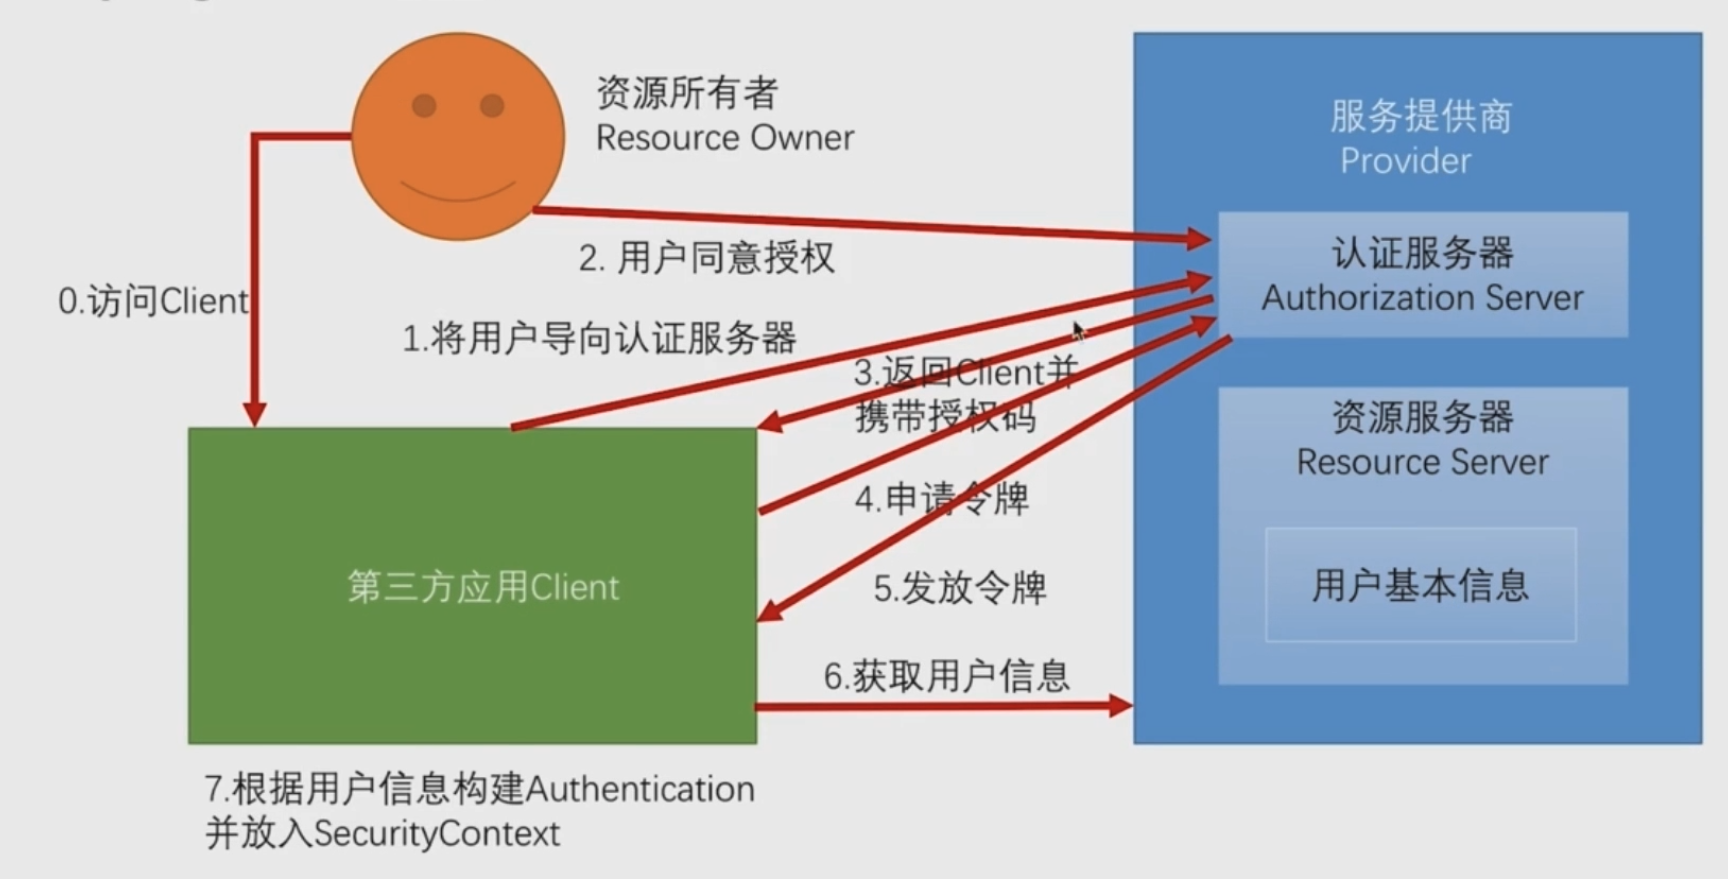 资源所有者
Resource Owner
服务提供商
Provider
2. 用户同意授权
认证服务器
Authorization Server
0.访问Client
1.将用户导向认证服务器
3.返回Client并
携带授权码
资源服务器
Resource Server
4.申请令牌
第三方应用Client
5.发放令牌
用户基本信息
6.获取用户信息
7.根据用户信息构建Authentication
并放入SecurityContext